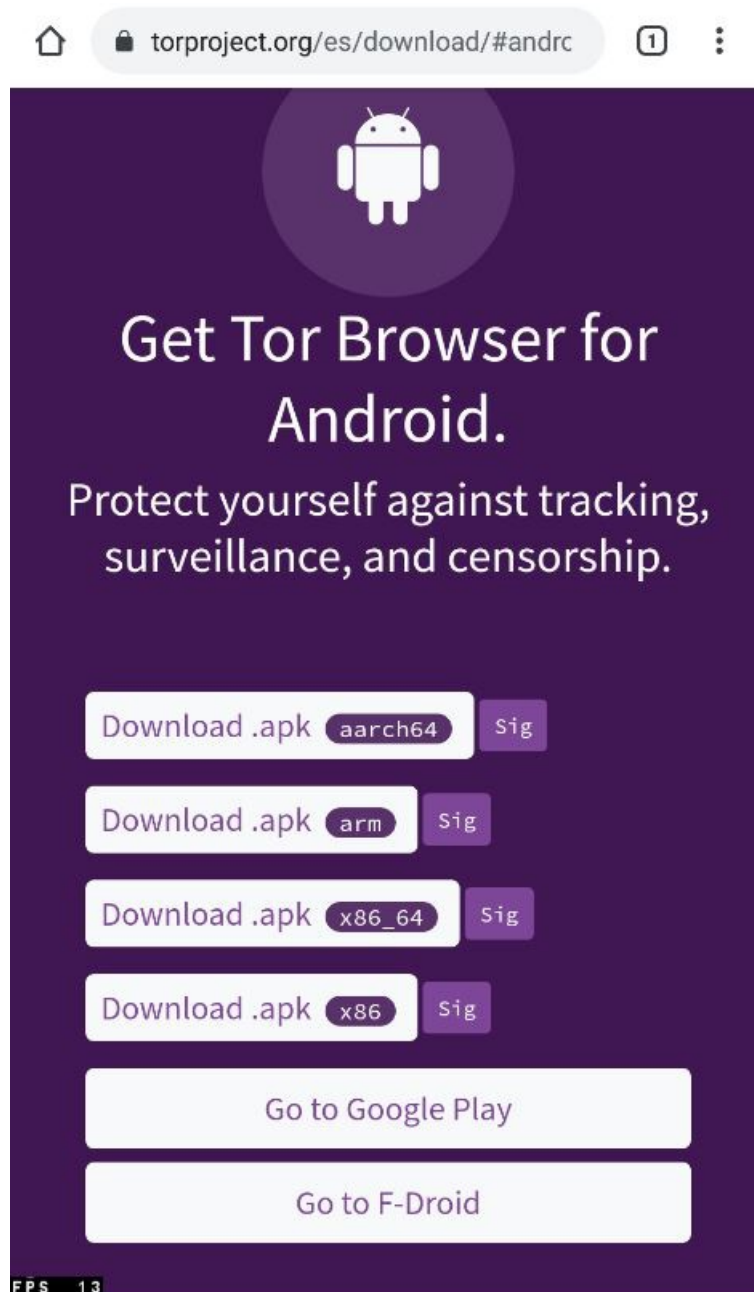 torproject.org/es/download/#andrc
1
Get Tor Browser for
Android.
Protect yourself against tracking,
surveillance, and censorship.
Download .apk aarch64 Sig
Download .apk arm Sig
Download .apk x86_64 Sig
Download .apk x86 Sig
Go to Google Play
Go to F-Droid
FPS 13